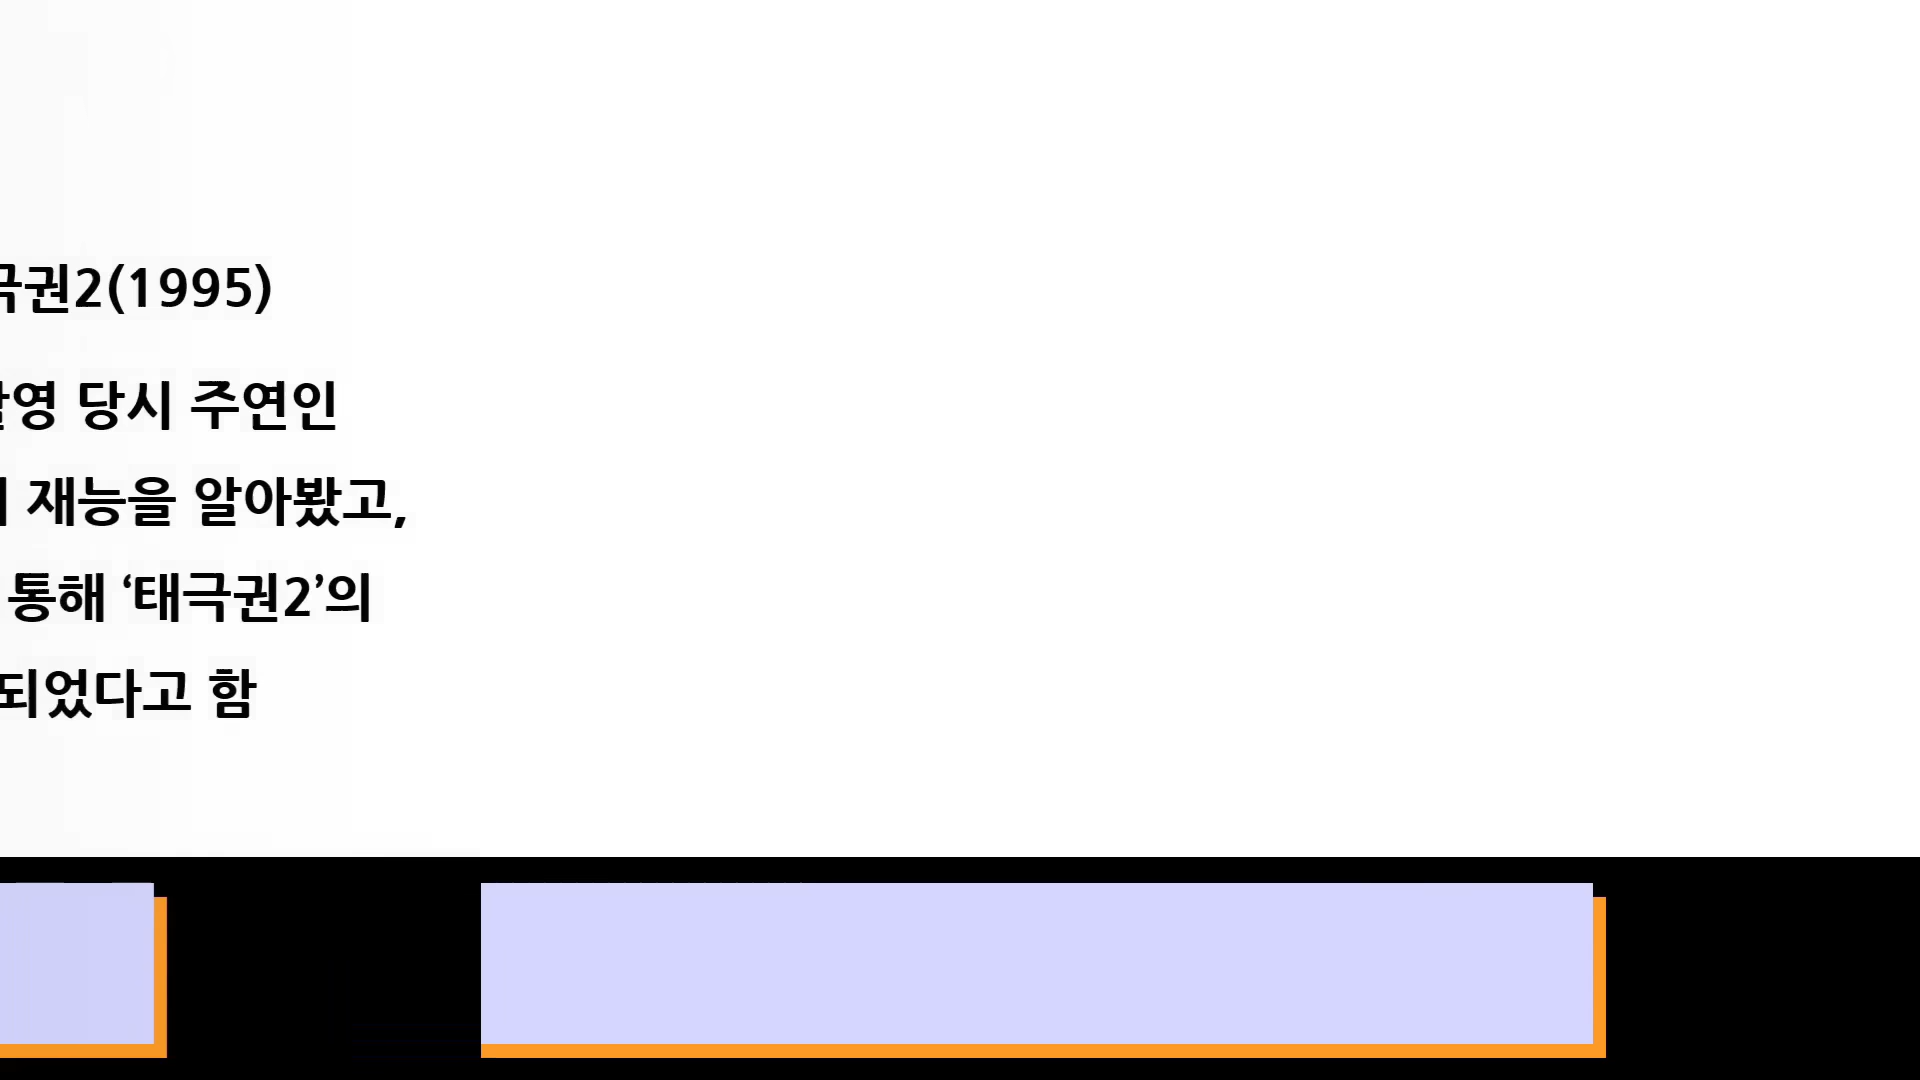 극권2(1995)
촬영 당시 주연인
재능을 알아봤고,
통해 ‘태극권2’의
되었다고 함